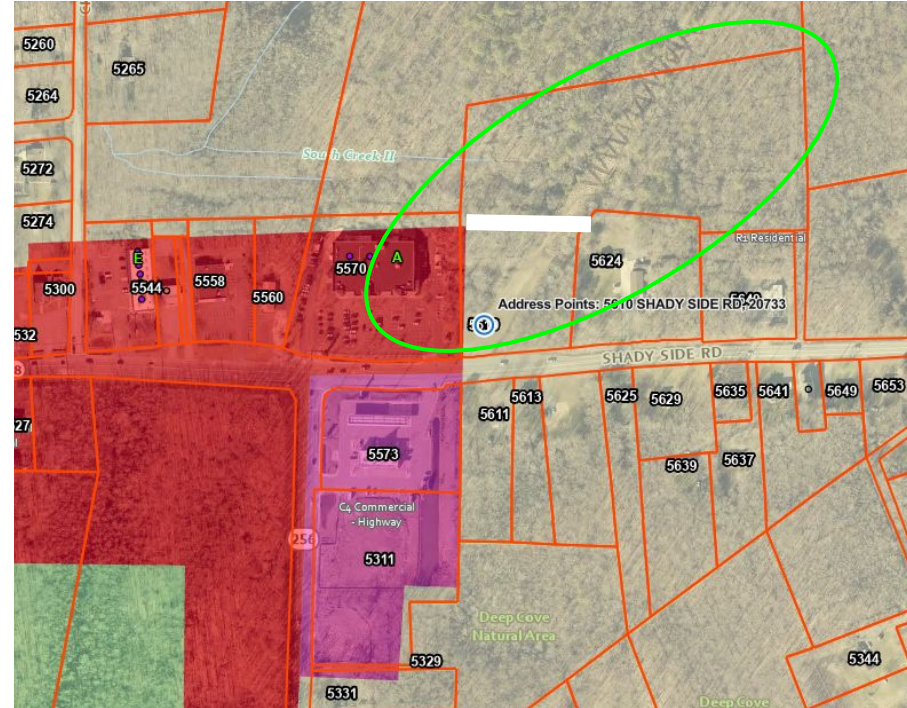 5260
5265
5264
South Creek II
5272
5274
R1 Residential
E
A
5570
5624
5300
5544
5558
5560
Address Points: 5610 SHADY SIDE RD, 20733
532
SHADY SIDE RD
8
5611
5613
5625
5629
5635
5641
5649
5653
27
5573
5639
5637
C4 Commercial
- Highway
256
5311
Deep Cove
Natural Area
5329
5344
5331
Deep Cove